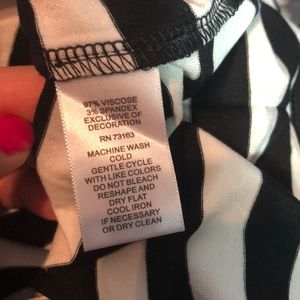 97% VISCOSE
3% SPANDEX
EXCLUSIVE OF
DECORATION
RN 73163
MACHINE WASH
COLD
GENTLE CYCLE
WITH LIKE COLORS
DO NOT BLEACH
RESHAPE AND
DRY FLAT
COOL IRON
IF NECESSARY
OR DRY CLEAN